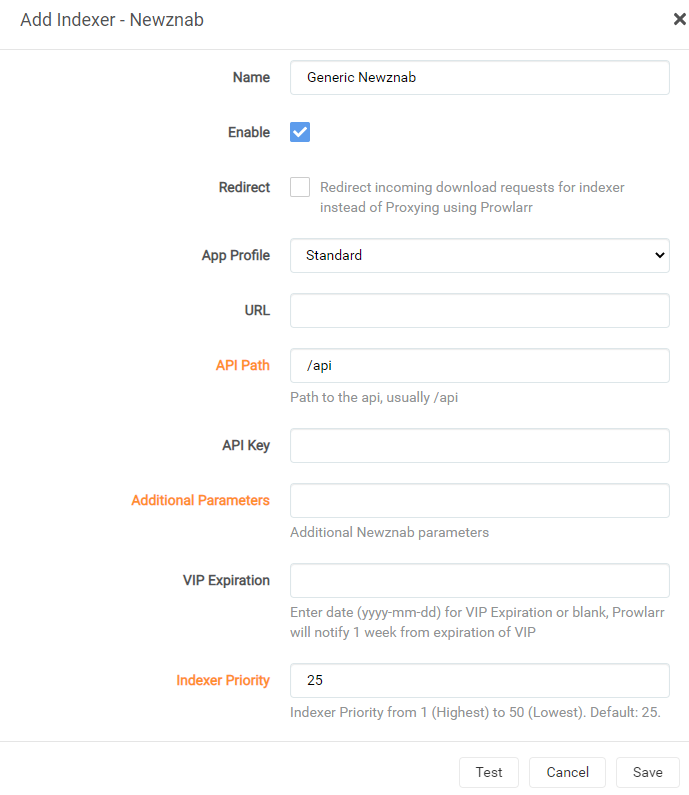 Add Indexer - Newznab
Name
Generic Newznab
Enable
Redirect
Redirect incoming download requests for indexer
instead of Proxying using Prowlarr
App Profile
Standard
URL
API Path
/api
Path to the api, usually /api
API Key
Additional Parameters
Additional Newznab parameters
VIP Expiration
Enter date (yyyy-mm-dd) for VIP Expiration or blank, Prowlarr
will notify 1 week from expiration of VIP
Indexer Priority
25
Indexer Priority from 1 (Highest) to 50 (Lowest). Default: 25.
Test
Cancel
Save